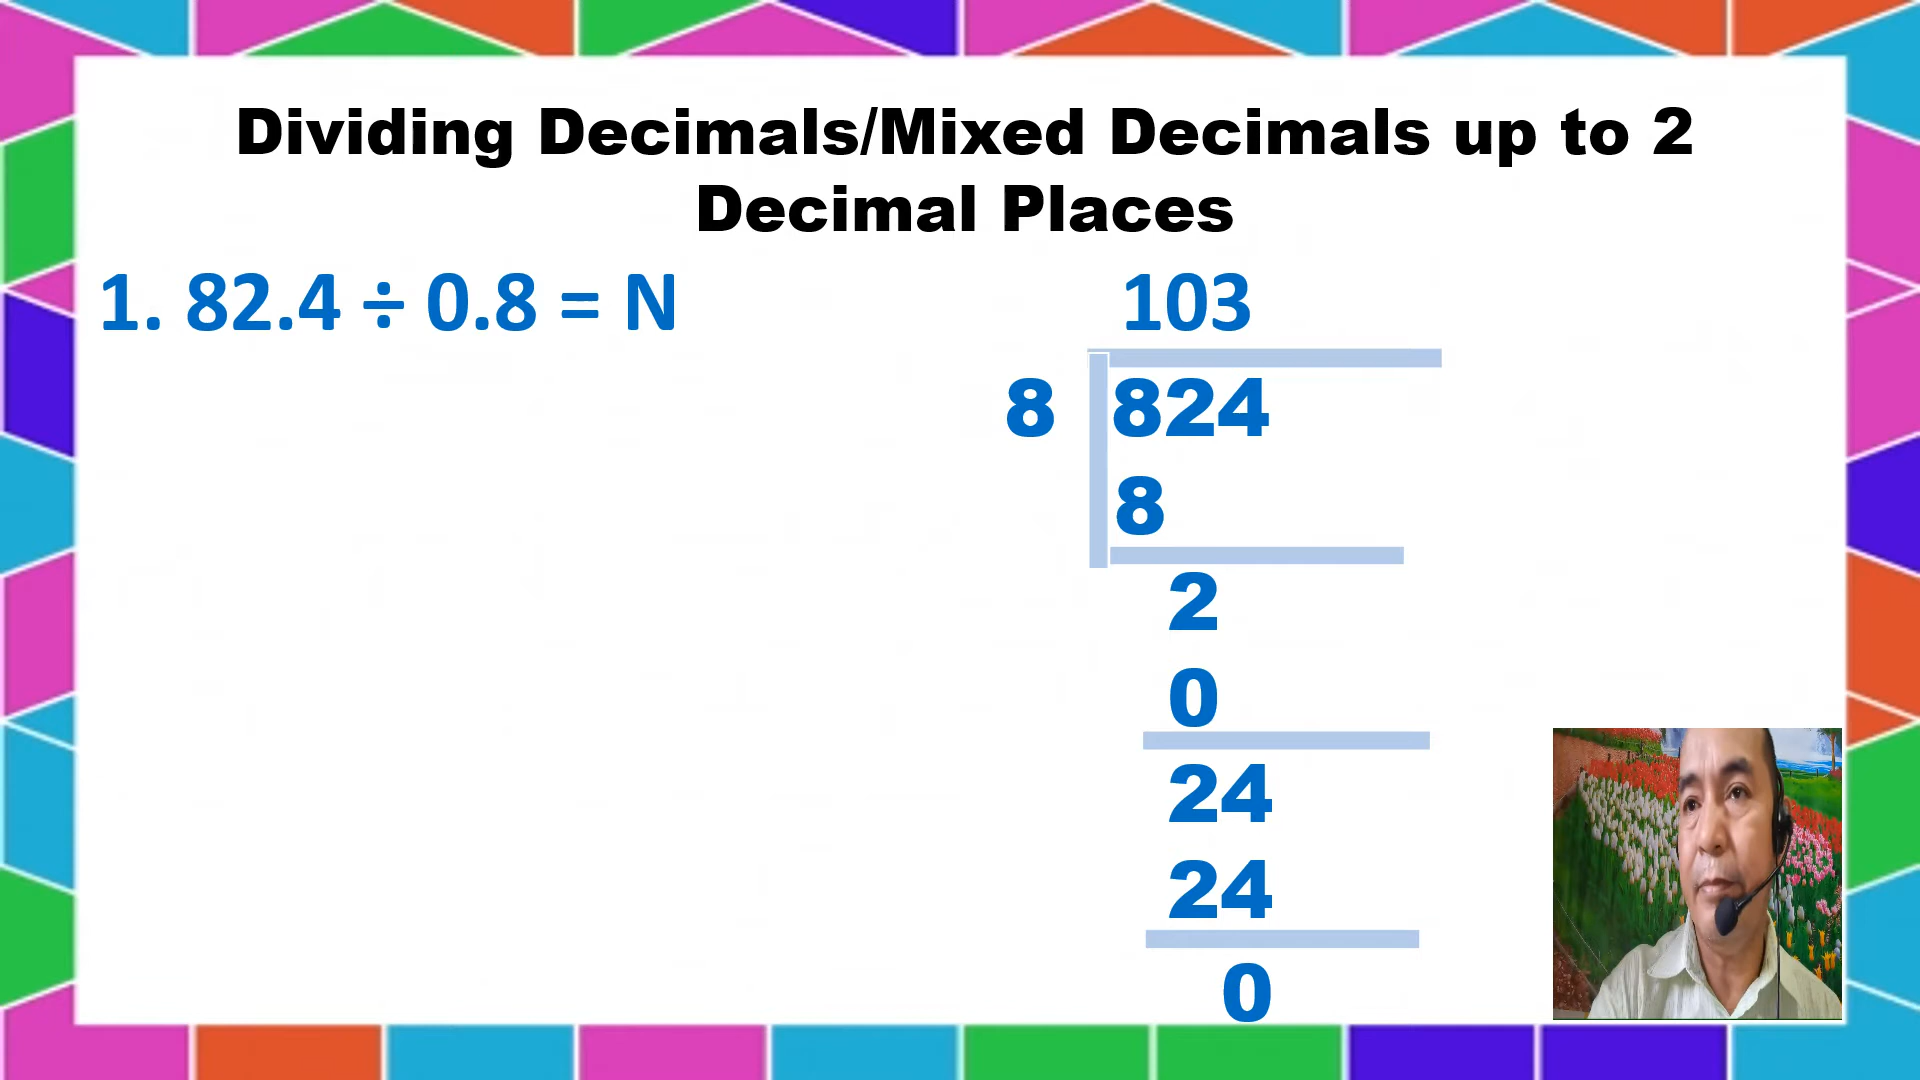 Dividing Decimals/Mixed Decimals up to 2
Decimal Places
1. 82.4 ÷ 0.8 = N
103
8 824
8
2
0
24
24
0